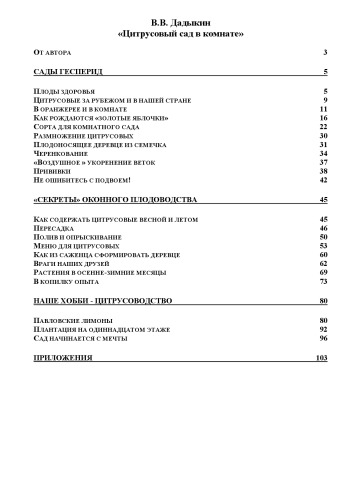 В.В. Дадыкин
«Цитрусовый сад в комнате»
От автора 3
САДЫ ГЕСПЕРИД 5
Плоды здоровья 5
Цитрусовые за рубежом и в нашей стране 9
В оранжерее и в комнате 11
Как рождаются «золотые яблочки» 16
Сорта для комнатного сада 22
Размножение цитрусовых 30
Плодоносящее деревце из семечка 31
Черенкование 34
«Воздушное » укоренение веток 37
Прививки 38
Не ошибитесь с подвоем! 42
«СЕКРЕТЫ» ОКОННОГО ПЛОДОВОДСТВА 45
Как содержать цитрусовые весной и летом 45
Пересадка 46
Полив и опрыскивание 50
Меню для цитрусовых 53
Как из саженца сформировать деревце 60
Враги наших друзей 62
Растения в осенне-зимние месяцы 69
В копилку опыта 73
НАШЕ ХОББИ - ЦИТРУСОВОДСТВО 80
Павловские лимоны 80
Плантация на одиннадцатом этаже 92
Сад начинается с мечты 96
ПРИЛОЖЕНИЯ 103